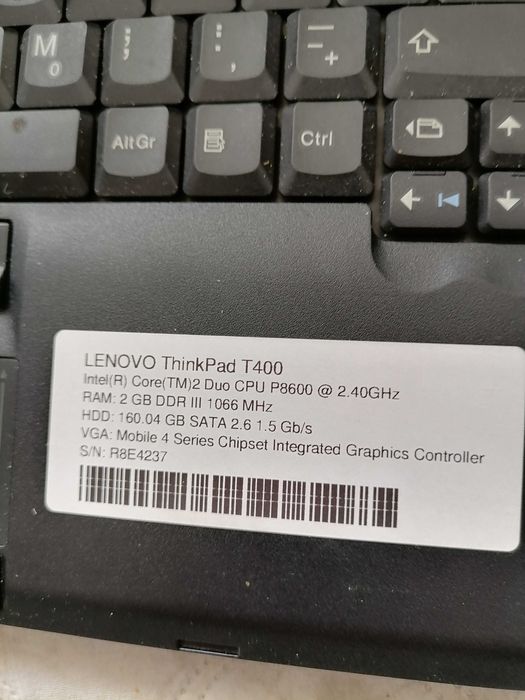 M
0
; ,
: .
_ -
+
AltGr
Ctrl
LENOVO ThinkPad T400
Intel(R) Core(TM)2 Duo CPU P8600 @ 2.40GHz
RAM: 2 GB DDR III 1066 MHz
HDD: 160.04 GB SATA 2.6 1.5 Gb/s
VGA: Mobile 4 Series Chipset Integrated Graphics Controller
S/N: R8E4237